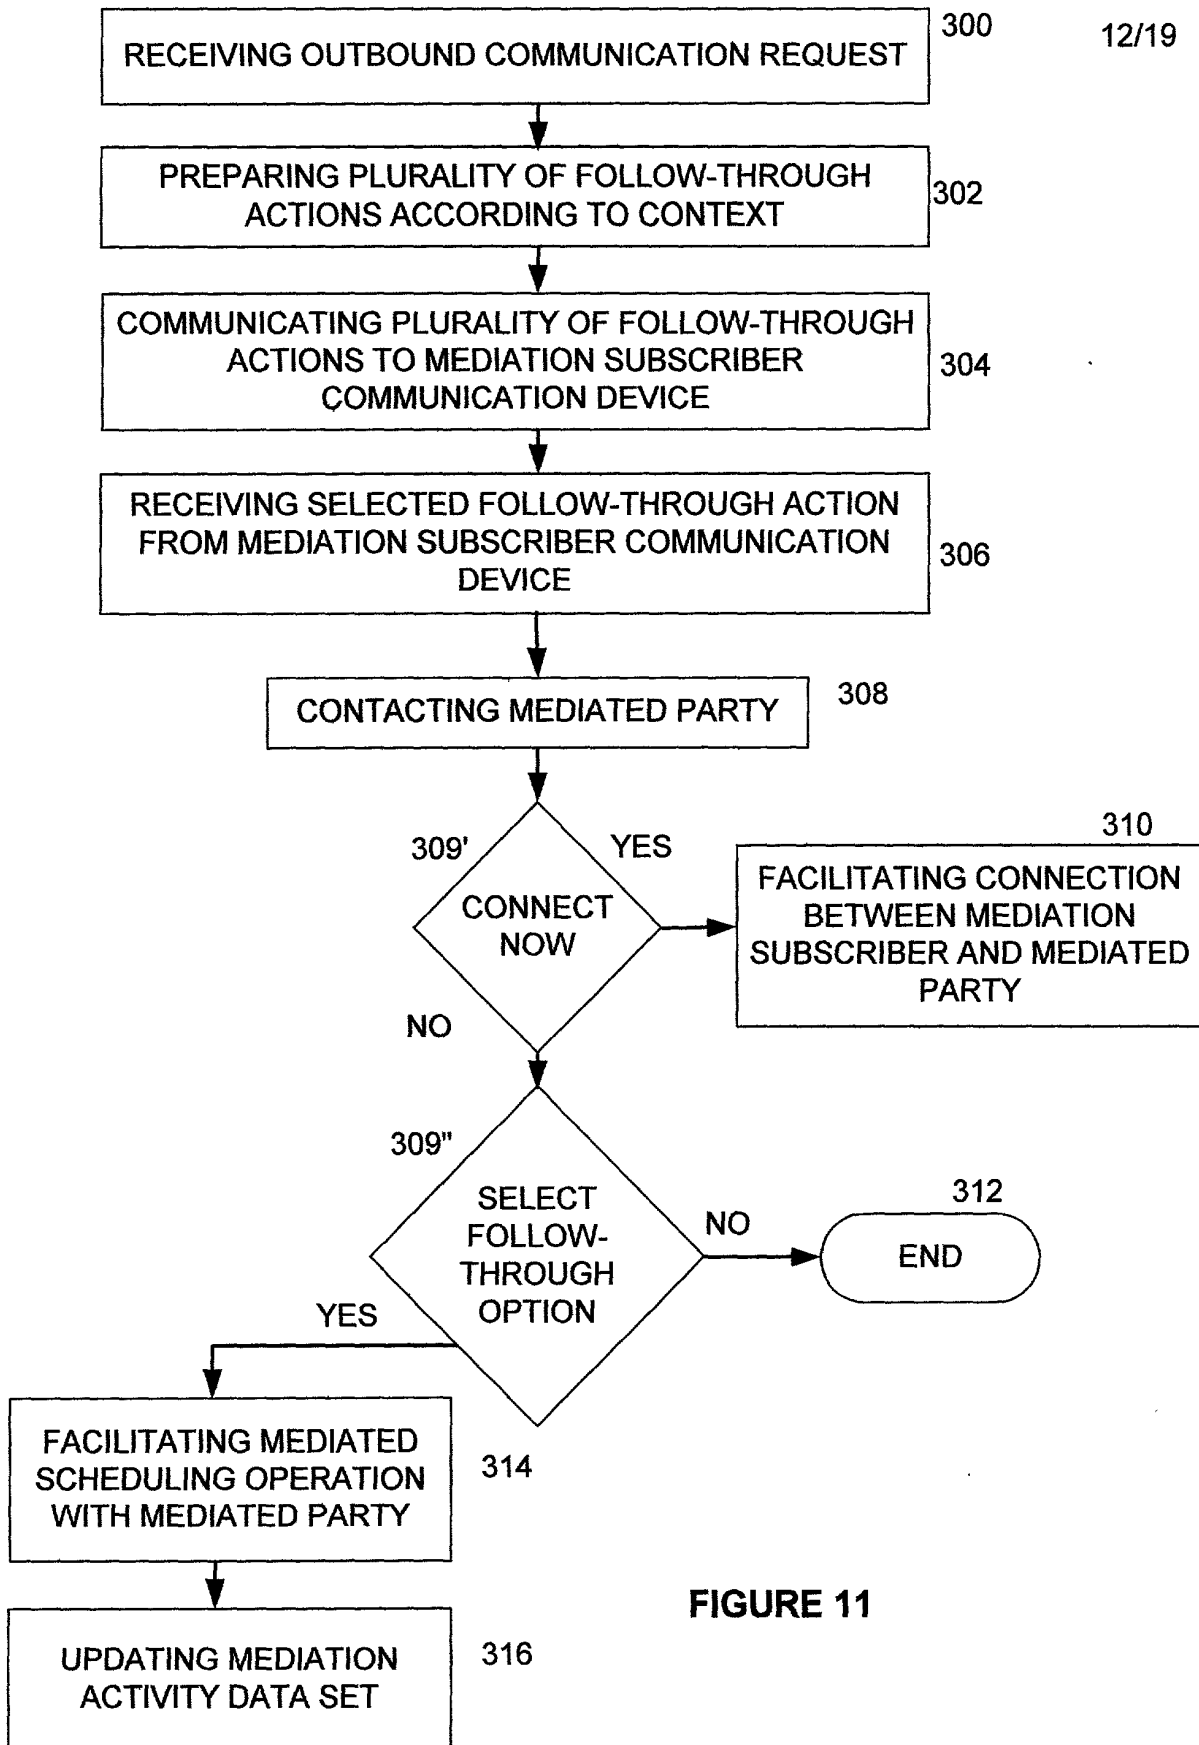 300
12/19
RECEIVING OUTBOUND COMMUNICATION REQUEST
PREPARING PLURALITY OF FOLLOW-THROUGH
ACTIONS ACCORDING TO CONTEXT
302
COMMUNICATING PLURALITY OF FOLLOW-THROUGH
ACTIONS TO MEDIATION SUBSCRIBER
COMMUNICATION DEVICE
304
RECEIVING SELECTED FOLLOW-THROUGH ACTION
FROM MEDIATION SUBSCRIBER COMMUNICATION
DEVICE
306
CONTACTING MEDIATED PARTY
308
309'
CONNECT
NOW
YES
310
FACILITATING CONNECTION
BETWEEN MEDIATION
SUBSCRIBER AND MEDIATED
PARTY
NO
309"
SELECT
FOLLOW-
THROUGH
OPTION
NO
312
END
YES
FACILITATING MEDIATED
SCHEDULING OPERATION
WITH MEDIATED PARTY
314
UPDATING MEDIATION
ACTIVITY DATA SET
316
FIGURE 11